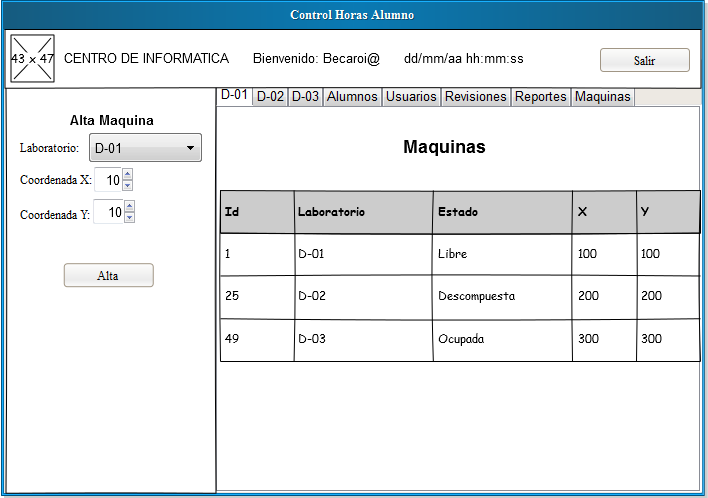 Control Horas Alumno
43 x 47 CENTRO DE INFORMATICA Bienvenido: Becaroi@ dd/mm/aa hh:mm:ss Salir
D-01 D-02 D-03 Alumnos Usuarios Revisiones Reportes Maquinas
Alta Maquina
Laboratorio: D-01
Coordenada X: 10
Coordenada Y: 10
Alta
Maquinas
Id Laboratorio Estado X Y
1 D-01 Libre 100 100
25 D-02 Descompuesta 200 200
49 D-03 Ocupada 300 300